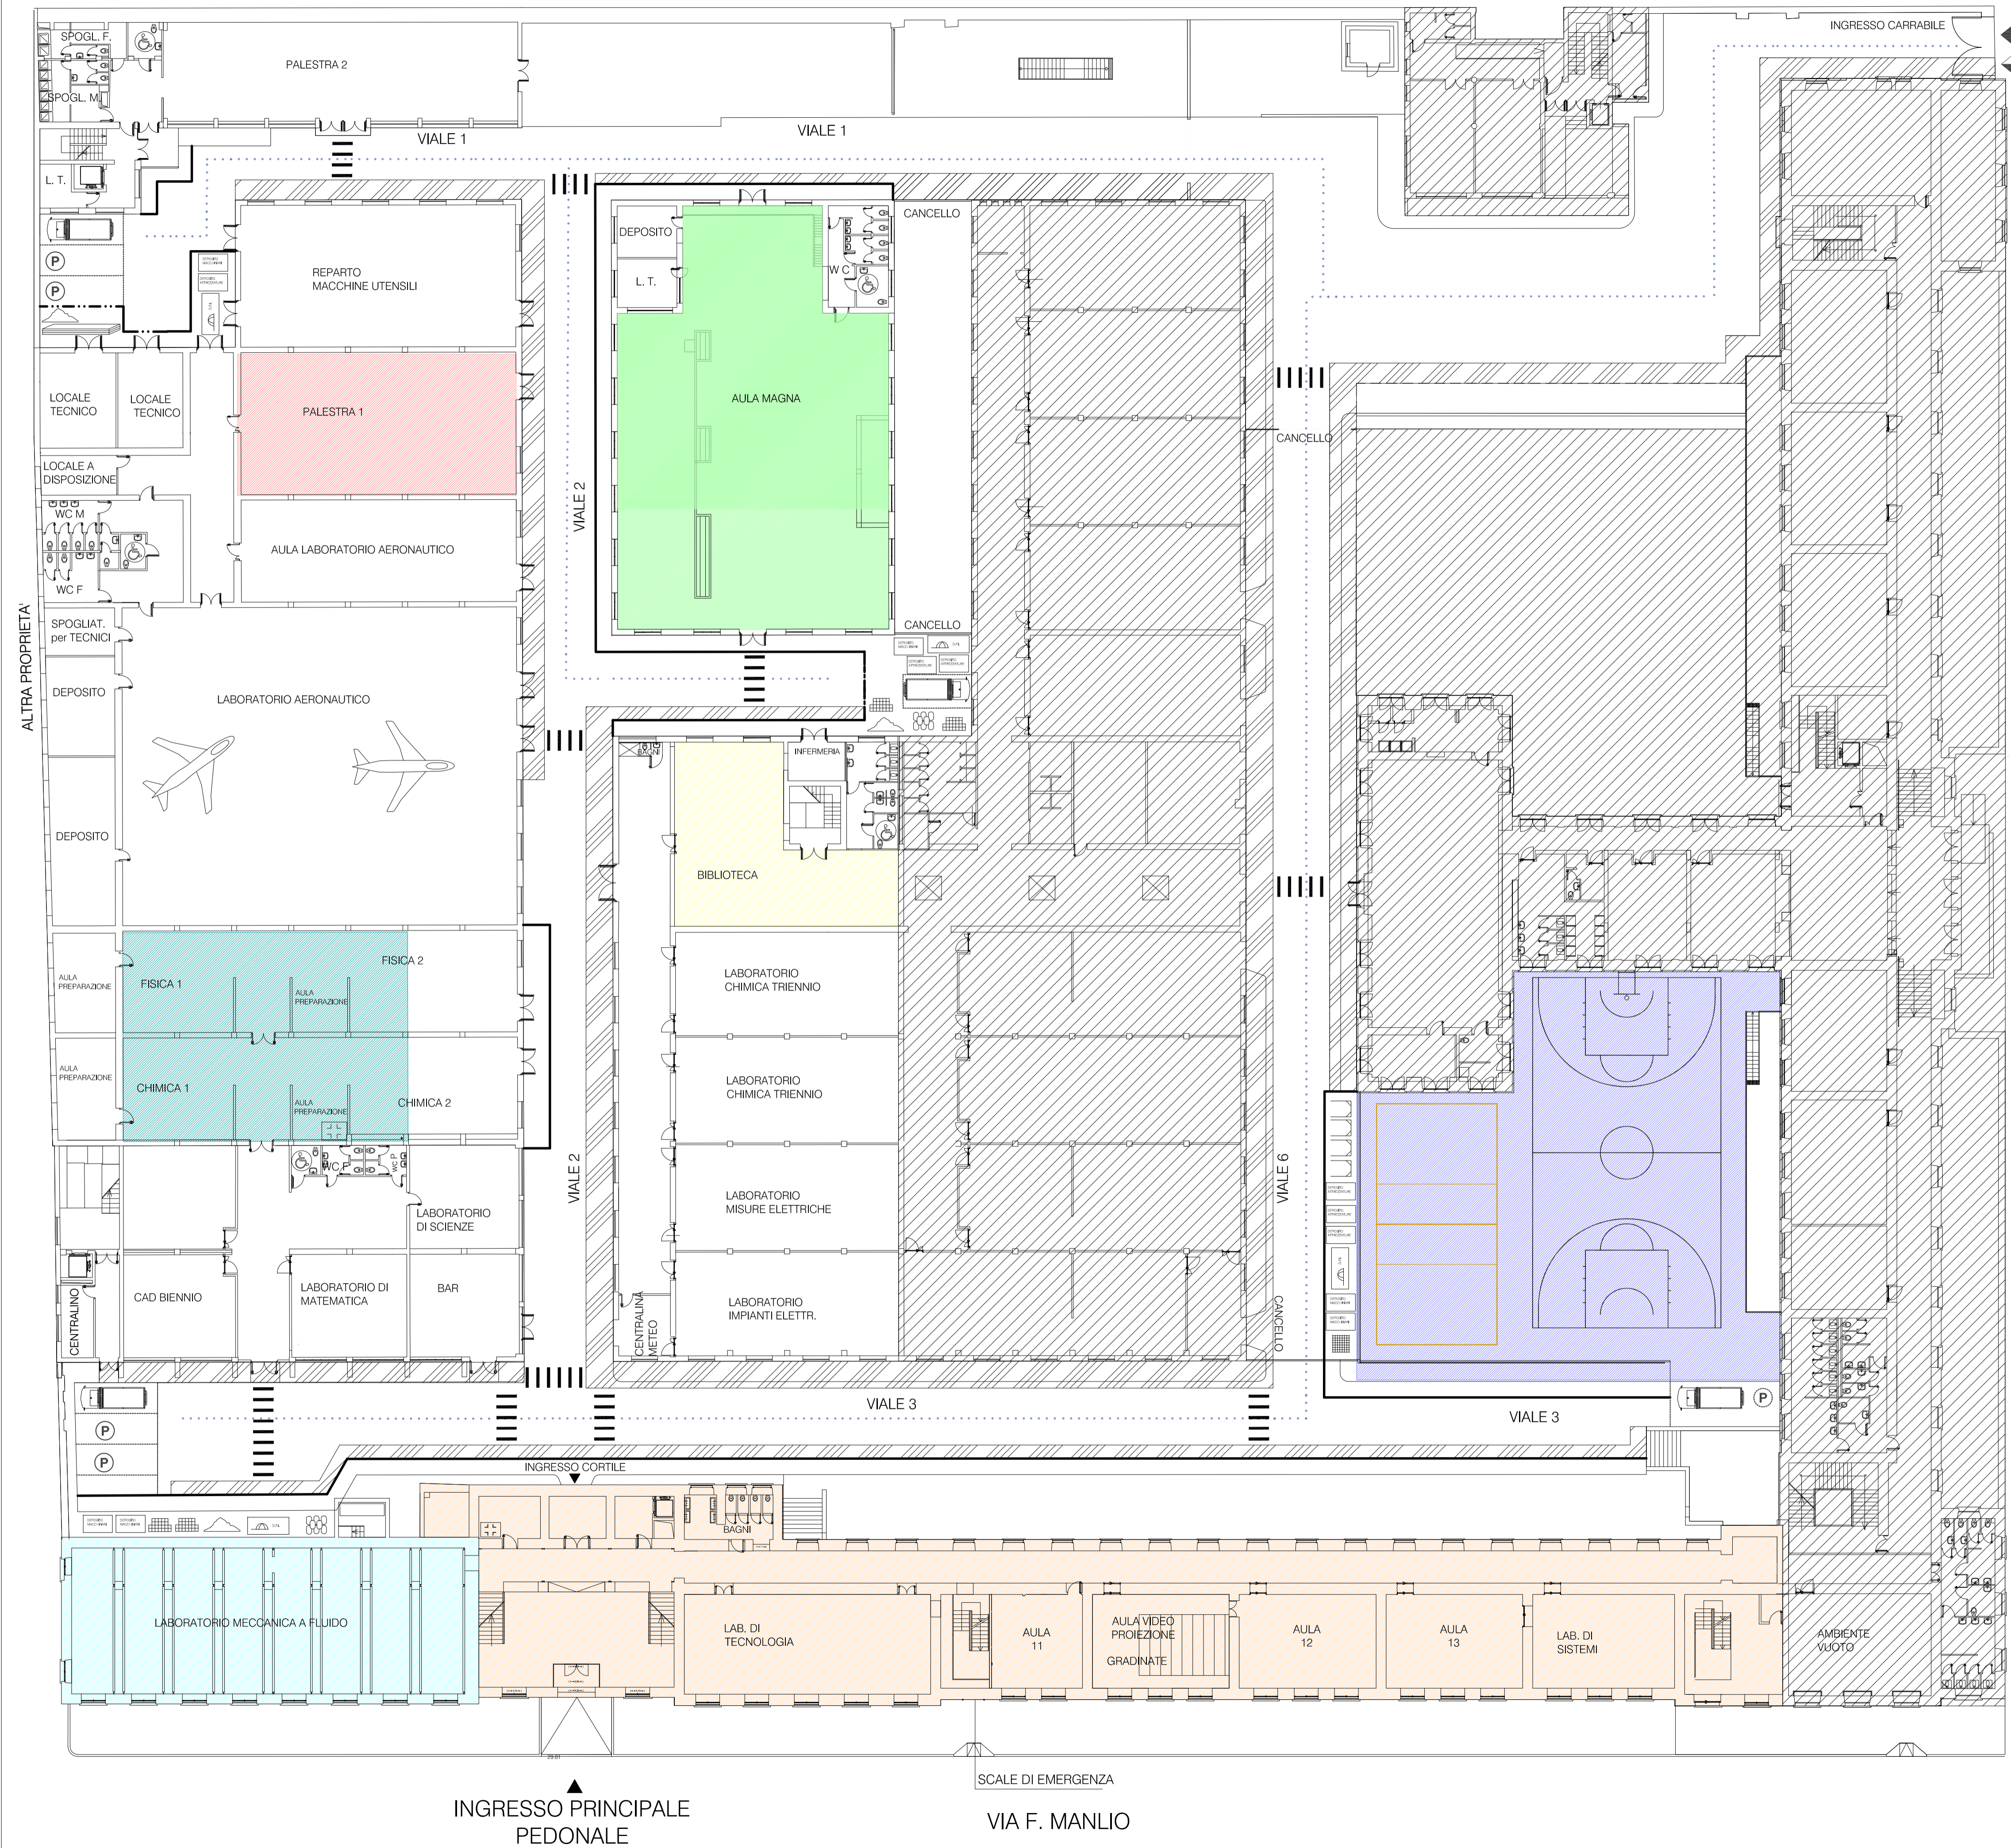 INGRESSO CARRABILE
SPOGL. F.
PALESTRA 2
SPOGL. M.
VIALE 1
VIALE 1
L. T.
CANCELLO
DEPOSITO
W C
L. T.
P
P
REPARTO
MACCHINE UTENSILI
LOCALE
TECNICO
LOCALE
TECNICO
PALESTRA 1
AULA MAGNA
CANCELLO
LOCALE A
DISPOSIZIONE
VIALE 2
WC M
AULA LABORATORIO AERONAUTICO
WC F
ALTRA PROPRIETA'
SPOGLIAT.
per TECNICI
CANCELLO
DEPOSITO
LABORATORIO AERONAUTICO
BAGNI
INFERMERIA
DEPOSITO
BIBLIOTECA
AULA
PREPARAZIONE
FISICA 1
FISICA 2
AULA
PREPARAZIONE
LABORATORIO
CHIMICA TRIENNIO
AULA
PREPARAZIONE
CHIMICA 1
AULA
PREPARAZIONE
CHIMICA 2
LABORATORIO
CHIMICA TRIENNIO
WC F
WC P
VIALE 2
VIALE 6
LABORATORIO
DI SCIENZE
LABORATORIO
MISURE ELETTRICHE
CENTRALINO
CAD BIENNIO
LABORATORIO DI
MATEMATICA
BAR
CENTRALINA
METEO
LABORATORIO
IMPIANTI ELETTR.
CANCELLO
VIALE 3
VIALE 3
P
P
P
INGRESSO CORTILE
BAGNI
LABORATORIO MECCANICA A FLUIDO
LAB. DI
TECNOLOGIA
AULA
11
AULA VIDEO
PROIEZIONE
GRADINATE
AULA
12
AULA
13
LAB. DI
SISTEMI
AMBIENTE
VUOTO
SCALE DI EMERGENZA
INGRESSO PRINCIPALE
PEDONALE
VIA F. MANLIO